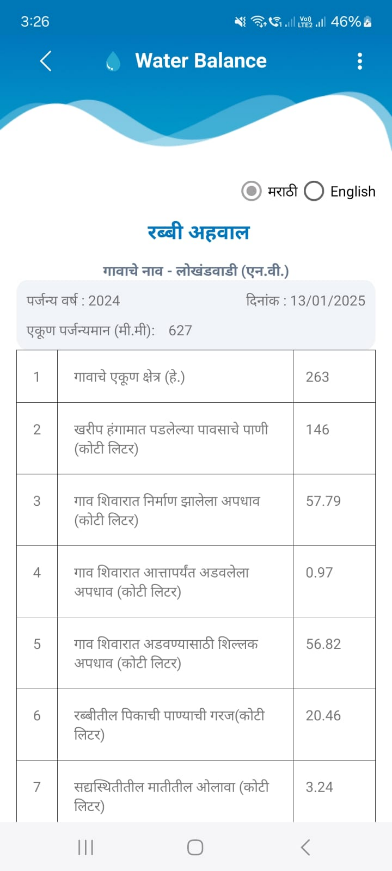 3:26
Vo)) LTE2 46%
Water Balance
मराठी English
रब्बी अहवाल
गावाचे नाव - लोखंडवाडी (एन.वी.)
पर्जन्य वर्ष : 2024 दिनांक : 13/01/2025
एकूण पर्जन्यमान (मी.मी): 627
1 गावाचे एकूण क्षेत्र (हे.) 263
2 खरीप हंगामात पडलेल्या पावसाचे पाणी 146
(कोटी लिटर)
3 गाव शिवारात निर्माण झालेला अपधाव 57.79
(कोटी लिटर)
4 गाव शिवारात आत्तापर्यंत अडवलेला 0.97
अपधाव (कोटी लिटर)
5 गाव शिवारात अडवण्यासाठी शिल्लक 56.82
अपधाव (कोटी लिटर)
6 रब्बीतील पिकाची पाण्याची गरज(कोटी 20.46
लिटर)
7 सद्यस्थितीतील मातीतील ओलावा (कोटी 3.24
लिटर)